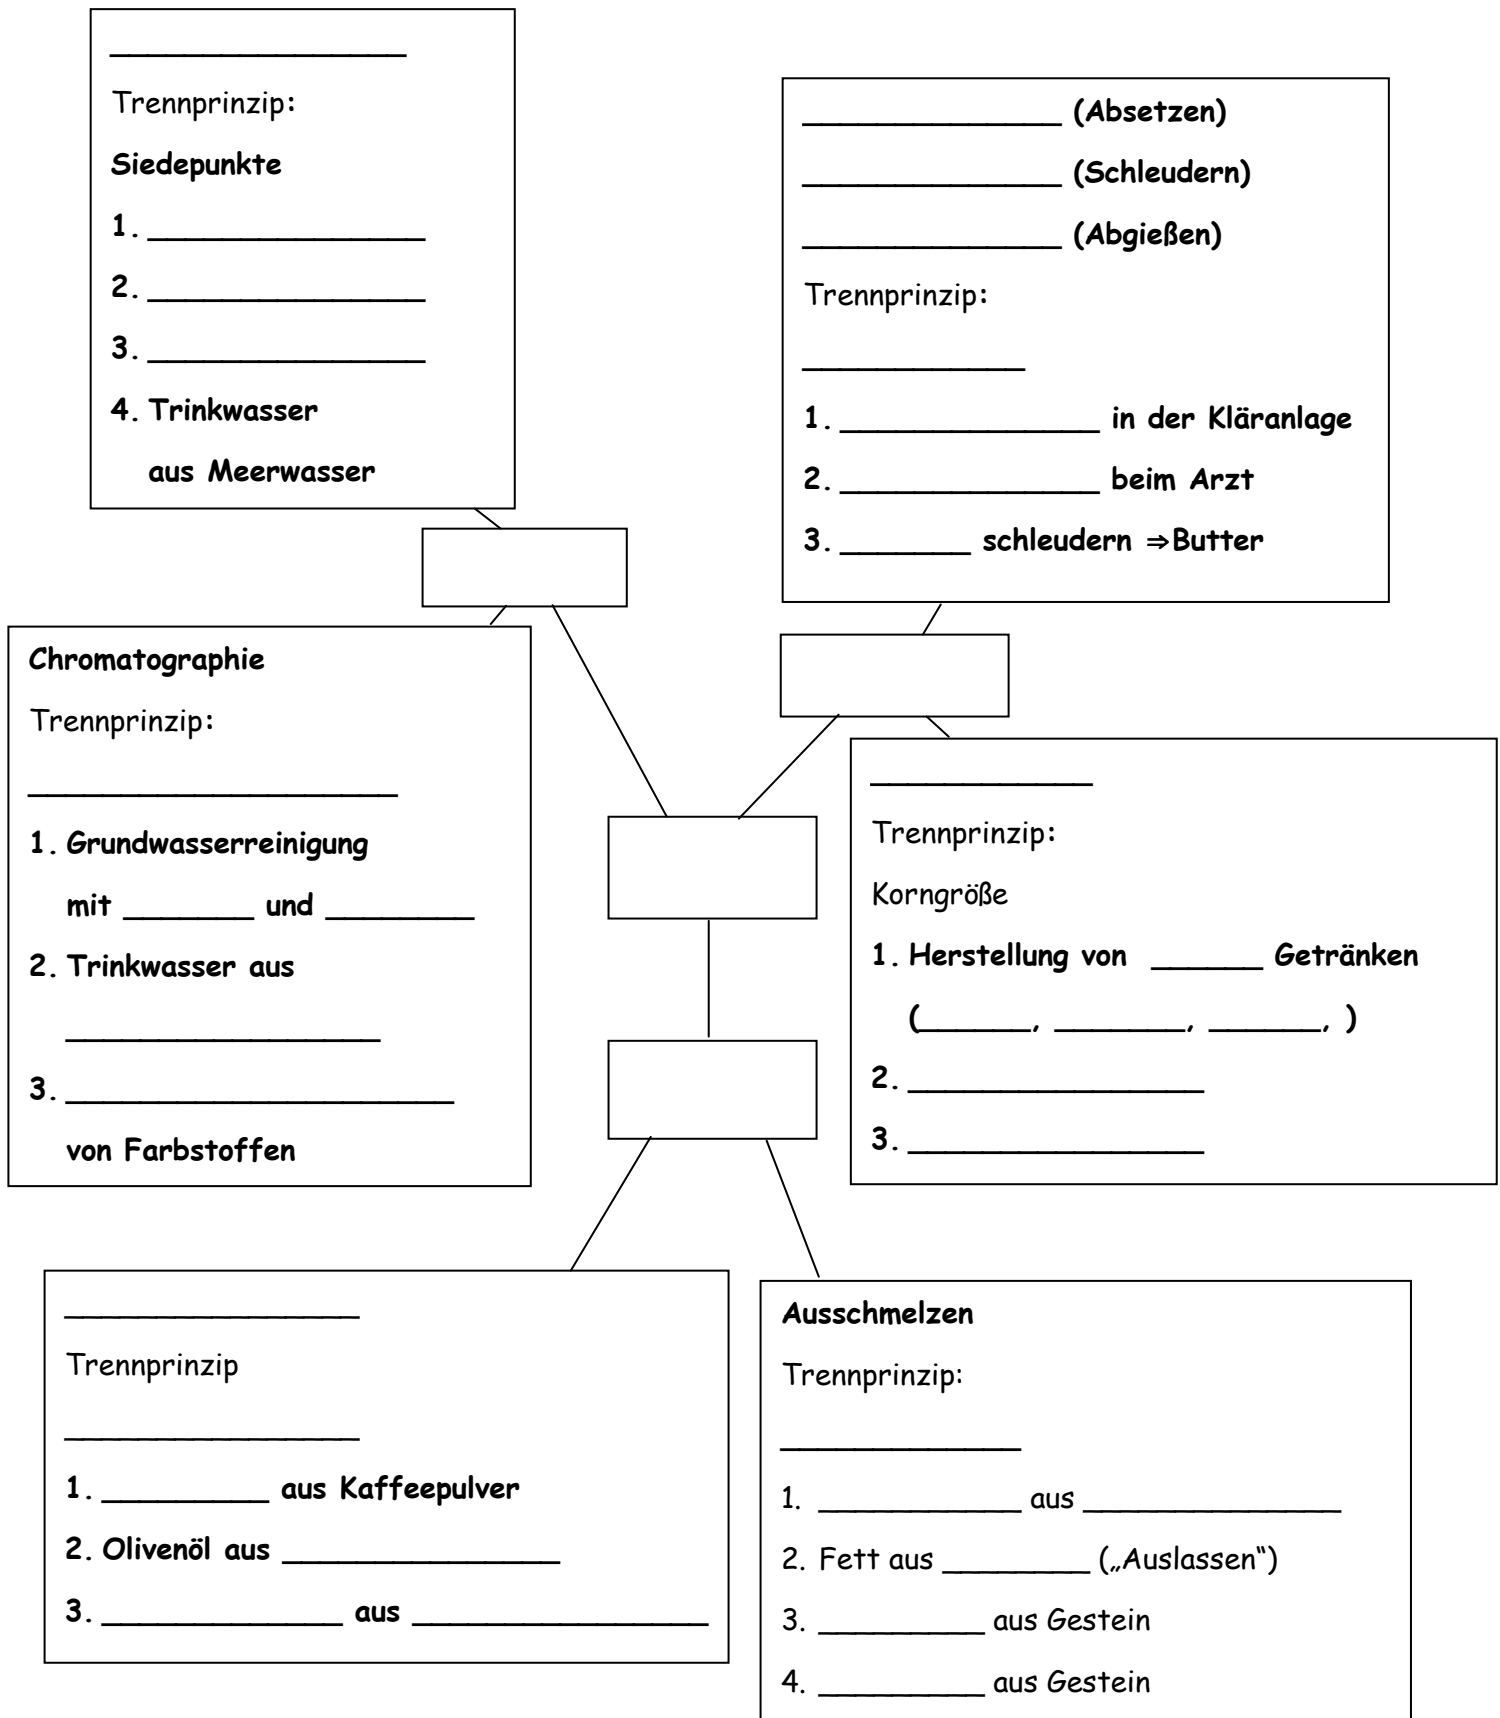 ________________
Trennprinzip:
Siedepunkte
1. _______________
2. _______________
3. _______________
4. Trinkwasser
aus Meerwasser
______________ (Absetzen)
______________ (Schleudern)
______________ (Abgießen)
Trennprinzip:
____________
1. ______________ in der Kläranlage
2. ______________ beim Arzt
3. _______ schleudern ⇒Butter
Chromatographie
Trennprinzip:
____________________
1. Grundwasserreinigung
mit _______ und ________
2. Trinkwasser aus
_________________
3. _____________________
von Farbstoffen
____________
Trennprinzip:
Korngröße
1. Herstellung von ______ Getränken
(______, _______, ______, )
2. ________________
3. ________________
________________
Trennprinzip
________________
1. _________ aus Kaffeepulver
2. Olivenöl aus _______________
3. _____________ aus ________________
Ausschmelzen
Trennprinzip:
_____________
1. ___________ aus ______________
2. Fett aus ________ („Auslassen“)
3. _________ aus Gestein
4. _________ aus Gestein